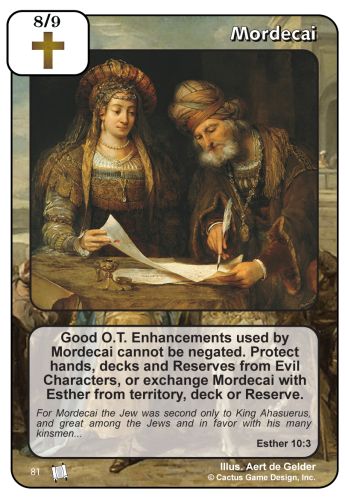 8/9
Mordecai
Good O.T. Enhancements used by
Mordecai cannot be negated. Protect
hands, decks and Reserves from Evil
Characters, or exchange Mordecai with
Esther from territory, deck or Reserve.
For Mordecai the Jew was second only to King Ahasuerus,
and great among the Jews and in favor with his many
kinsmen...
Esther 10:3
81
Illus. Aert de Gelder
© Cactus Game Design, Inc.